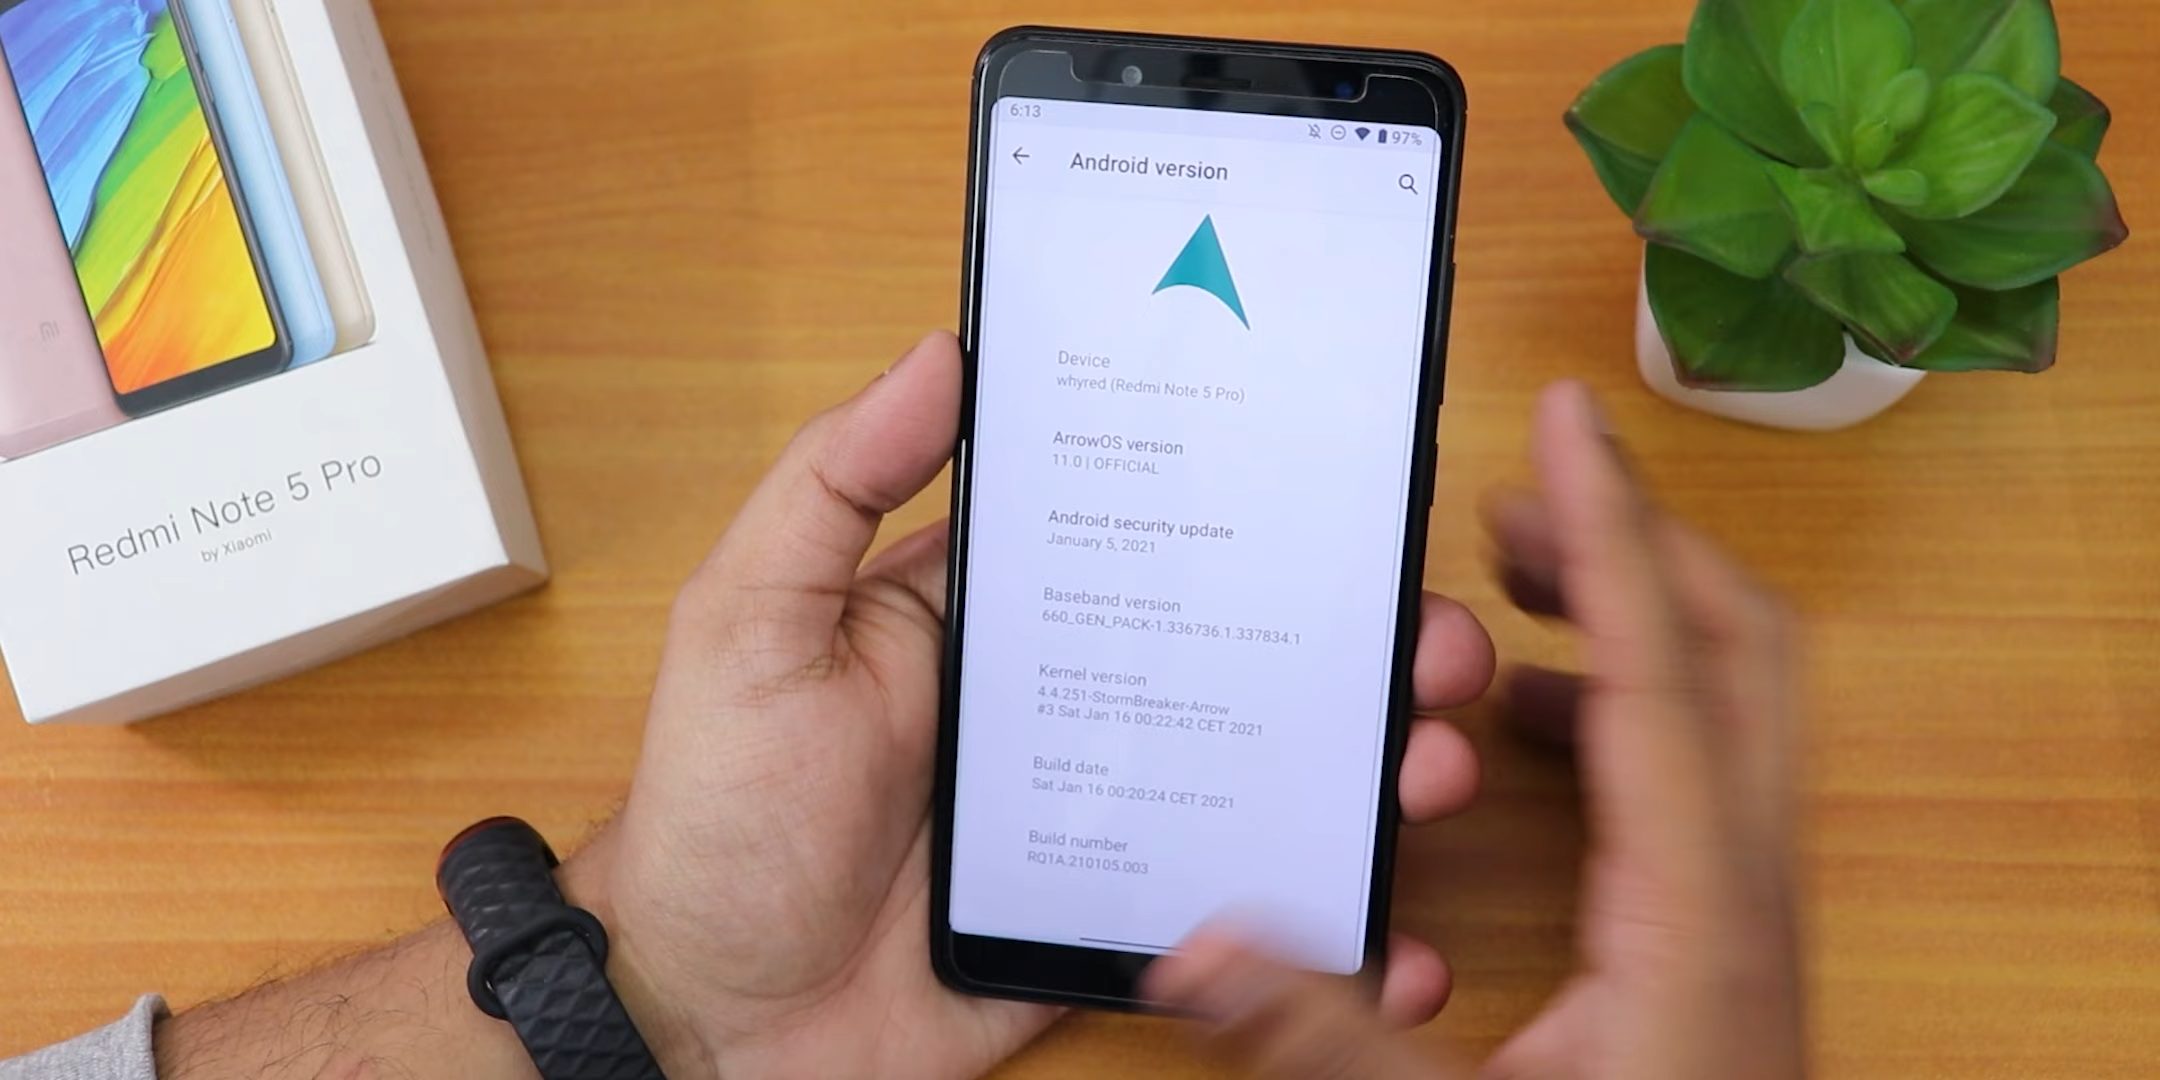 Redmi Note 5 Pro
by Xiaomi
6:13
97%
Android version
Device
whyred (Redmi Note 5 Pro)
ArrowOS version
11.0 | OFFICIAL
Android security update
January 5, 2021
Baseband version
660_GEN_PACK-1.336736.1.337834.1
Kernel version
4.4.251-StormBreaker-Arrow
#3 Sat Jan 16 00:22:42 CET 2021
Build date
Sat Jan 16 00:20:24 CET 2021
Build number
RQ1A.210105.003